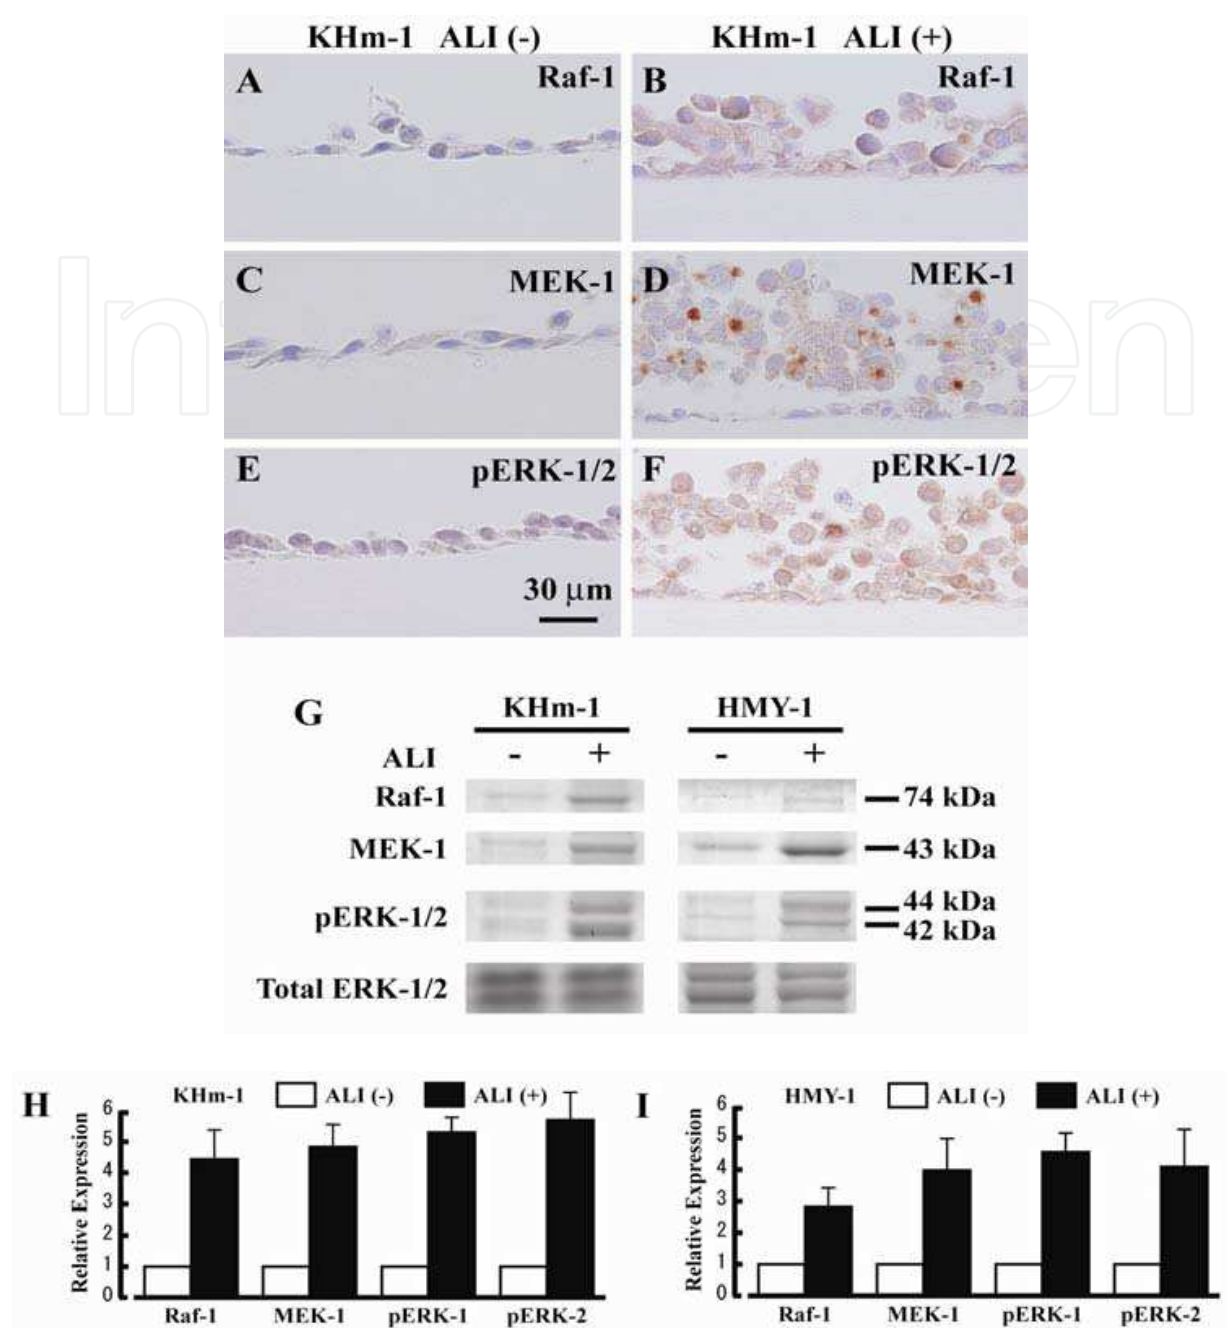 KHm-1 ALI (-) KHm-1 ALI (+)
A Raf-1 B Raf-1
C MEK-1 D MEK-1
E pERK-1/2 F pERK-1/2
30 μm
G KHm-1 HMY-1
ALI - + - +
Raf-1 74 kDa
MEK-1 43 kDa
pERK-1/2 44 kDa
42 kDa
Total ERK-1/2
H KHm-1 ALI (-) ALI (+)
Relative Expression
6
5
4
3
2
1
0
Raf-1 MEK-1 pERK-1 pERK-2
I HMY-1 ALI (-) ALI (+)
Relative Expression
6
5
4
3
2
1
0
Raf-1 MEK-1 pERK-1 pERK-2